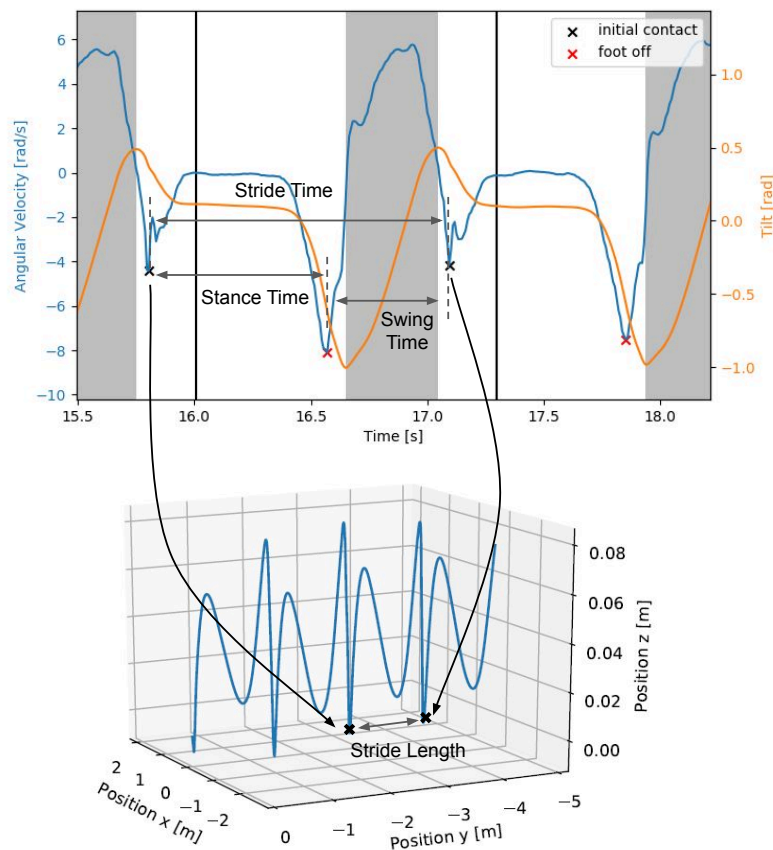 initial contact
foot off
6
4
2
0
−2
−4
−6
−8
−10
Angular Velocity [rad/s]
1.0
0.5
0.0
−0.5
−1.0
Tilt [rad]
Stride Time
Stance Time
Swing
Time
15.5 16.0 16.5 17.0 17.5 18.0
Time [s]
0.08
0.06
0.04
0.02
0.00
Position z [m]
Stride Length
2 1 0 −1 −2
Position x [m]
0 −1 −2 −3 −4 −5
Position y [m]